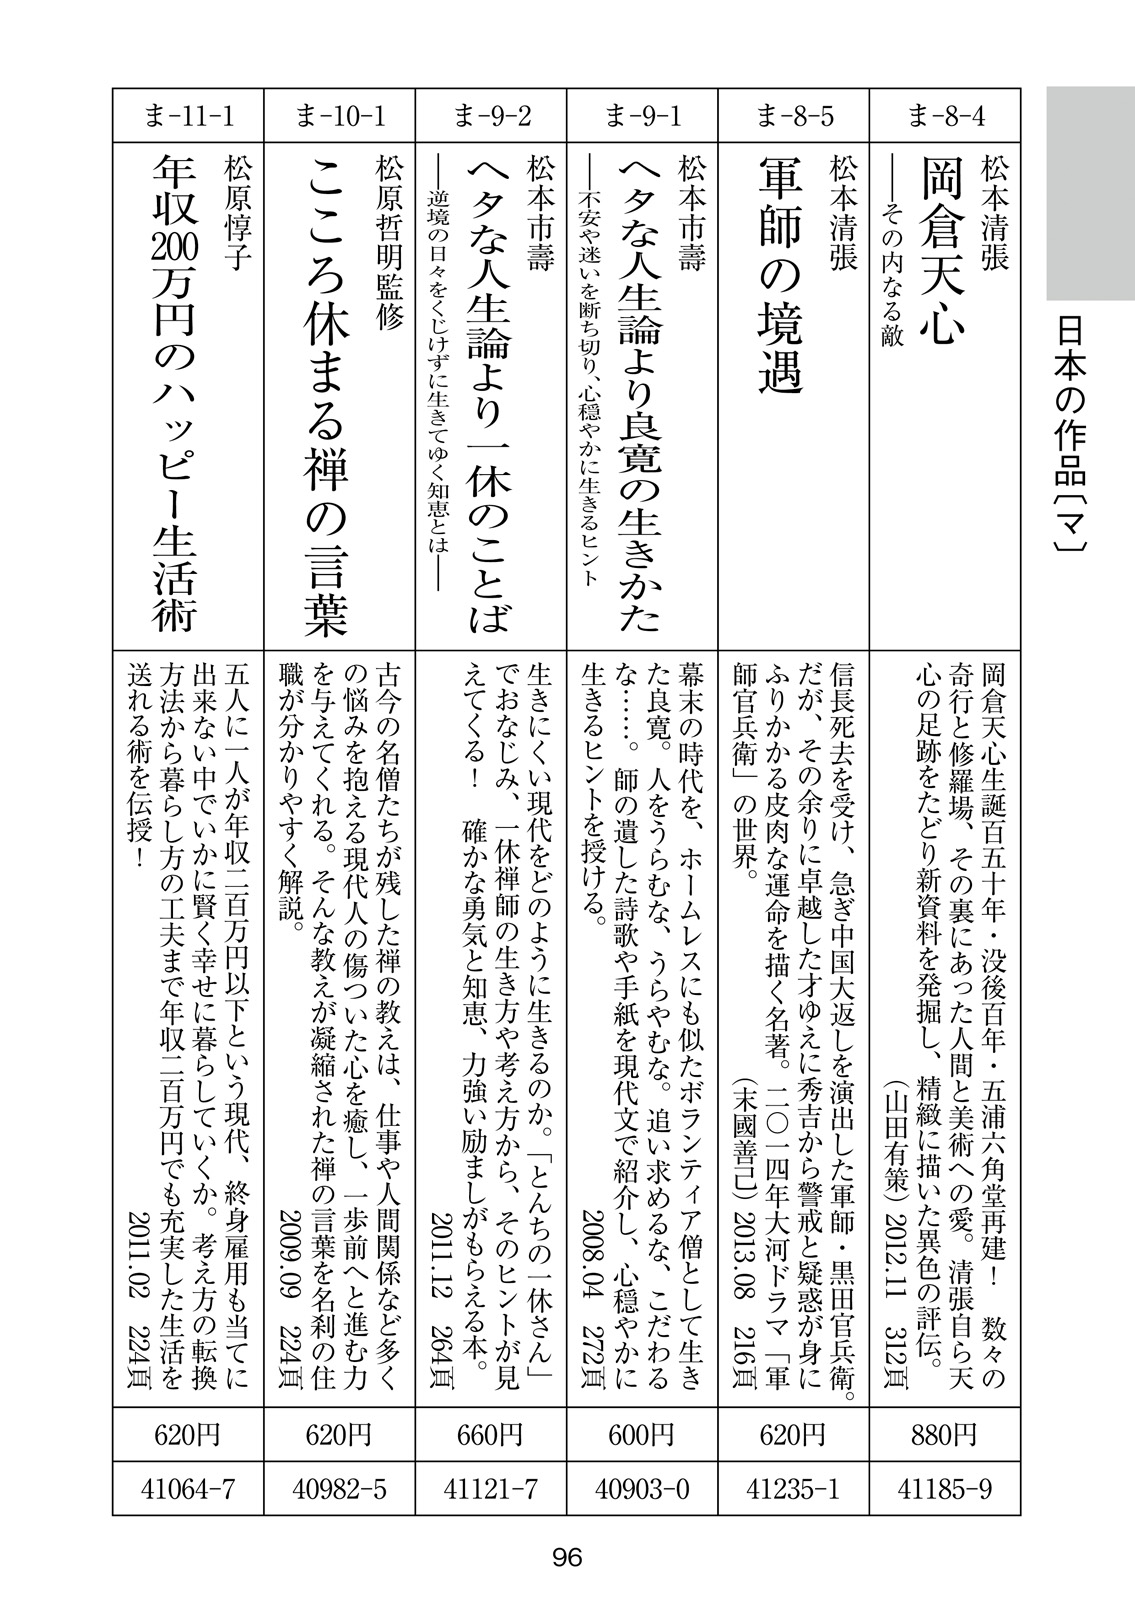 日本の作品〔マ〕
ま-8-4
松本清張
岡倉天心
――その内なる敵
岡倉天心生誕百五十年・没後百年・五浦六角堂再建！　数々の
奇行と修羅場、その裏にあった人間と美術への愛。清張自ら天
心の足跡をたどり新資料を発掘し、精緻に描いた異色の評伝。
（山田有策）2012.11　312頁
880円
41185-9
ま-8-5
松本清張
軍師の境遇
信長死去を受け、急ぎ中国大返しを演出した軍師・黒田官兵衛。
だが、その余りに卓越した才ゆえに秀吉から警戒と疑惑が身に
ふりかかる皮肉な運命を描く名著。二〇一四年大河ドラマ「軍
師官兵衛」の世界。　（末國善己）2013.08　216頁
620円
41235-1
ま-9-1
松本市壽
ヘタな人生論より良寛の生きかた
――不安や迷いを断ち切り、心穏やかに生きるヒント
幕末の時代を、ホームレスにも似たボランティア僧として生き
た良寛。人をうらむな、うらやむな。追い求めるな、こだわる
な……。師の遺した詩歌や手紙を現代文で紹介し、心穏やかに
生きるヒントを授ける。　2008.04　272頁
600円
40903-0
ま-9-2
松本市壽
ヘタな人生論より一休のことば
――逆境の日々をくじけずに生きてゆく知恵とは――
生きにくい現代をどのように生きるのか。「とんちの一休さん」
でおなじみ、一休禅師の生き方や考え方から、そのヒントが見
えてくる！　確かな勇気と知恵、力強い励ましがもらえる本。
2011.12　264頁
660円
41121-7
ま-10-1
松原哲明監修
こころ休まる禅の言葉
古今の名僧たちが残した禅の教えは、仕事や人間関係など多く
の悩みを抱える現代人の傷ついた心を癒し、一歩前へと進む力
を与えてくれる。そんな教えが凝縮された禅の言葉を名刹の住
職が分かりやすく解説。　2009.09　224頁
620円
40982-5
ま-11-1
松原惇子
年収200万円のハッピー生活術
五人に一人が年収二百万円以下という現代、終身雇用も当てに
出来ない中でいかに賢く幸せに暮らしていくか。考え方の転換
方法から暮らし方の工夫まで年収二百万円でも充実した生活を
送れる術を伝授！　2011.02　224頁
620円
41064-7
96